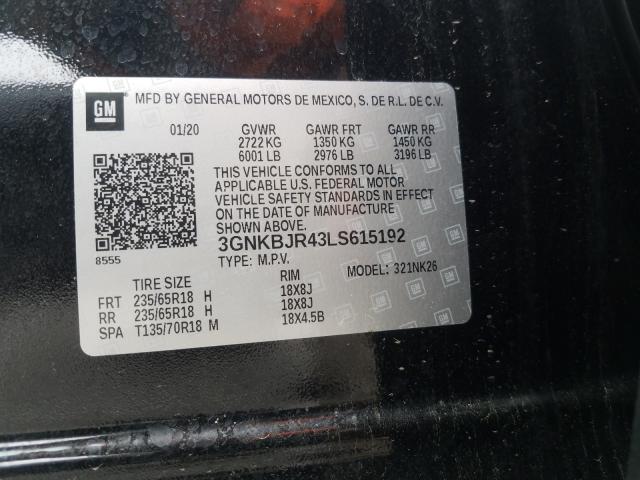 GM
MFD BY GENERAL MOTORS DE MEXICO, S. DE R.L. DE C.V.
01/20 GVWR GAWR FRT GAWR RR
2722 KG 1350 KG 1450 KG
6001 LB 2976 LB 3196 LB
THIS VEHICLE CONFORMS TO ALL
APPLICABLE U.S. FEDERAL MOTOR
VEHICLE SAFETY STANDARDS IN
EFFECT ON THE DATE OF MANUFACTURE
SHOWN ABOVE.
3GNKBJR43LS615192
8555 TYPE: M.P.V. MODEL: 321NK26
TIRE SIZE RIM
FRT 235/65R18 H 18X8J
RR 235/65R18 H 18X8J
SPA T135/70R18 M 18X4.5B